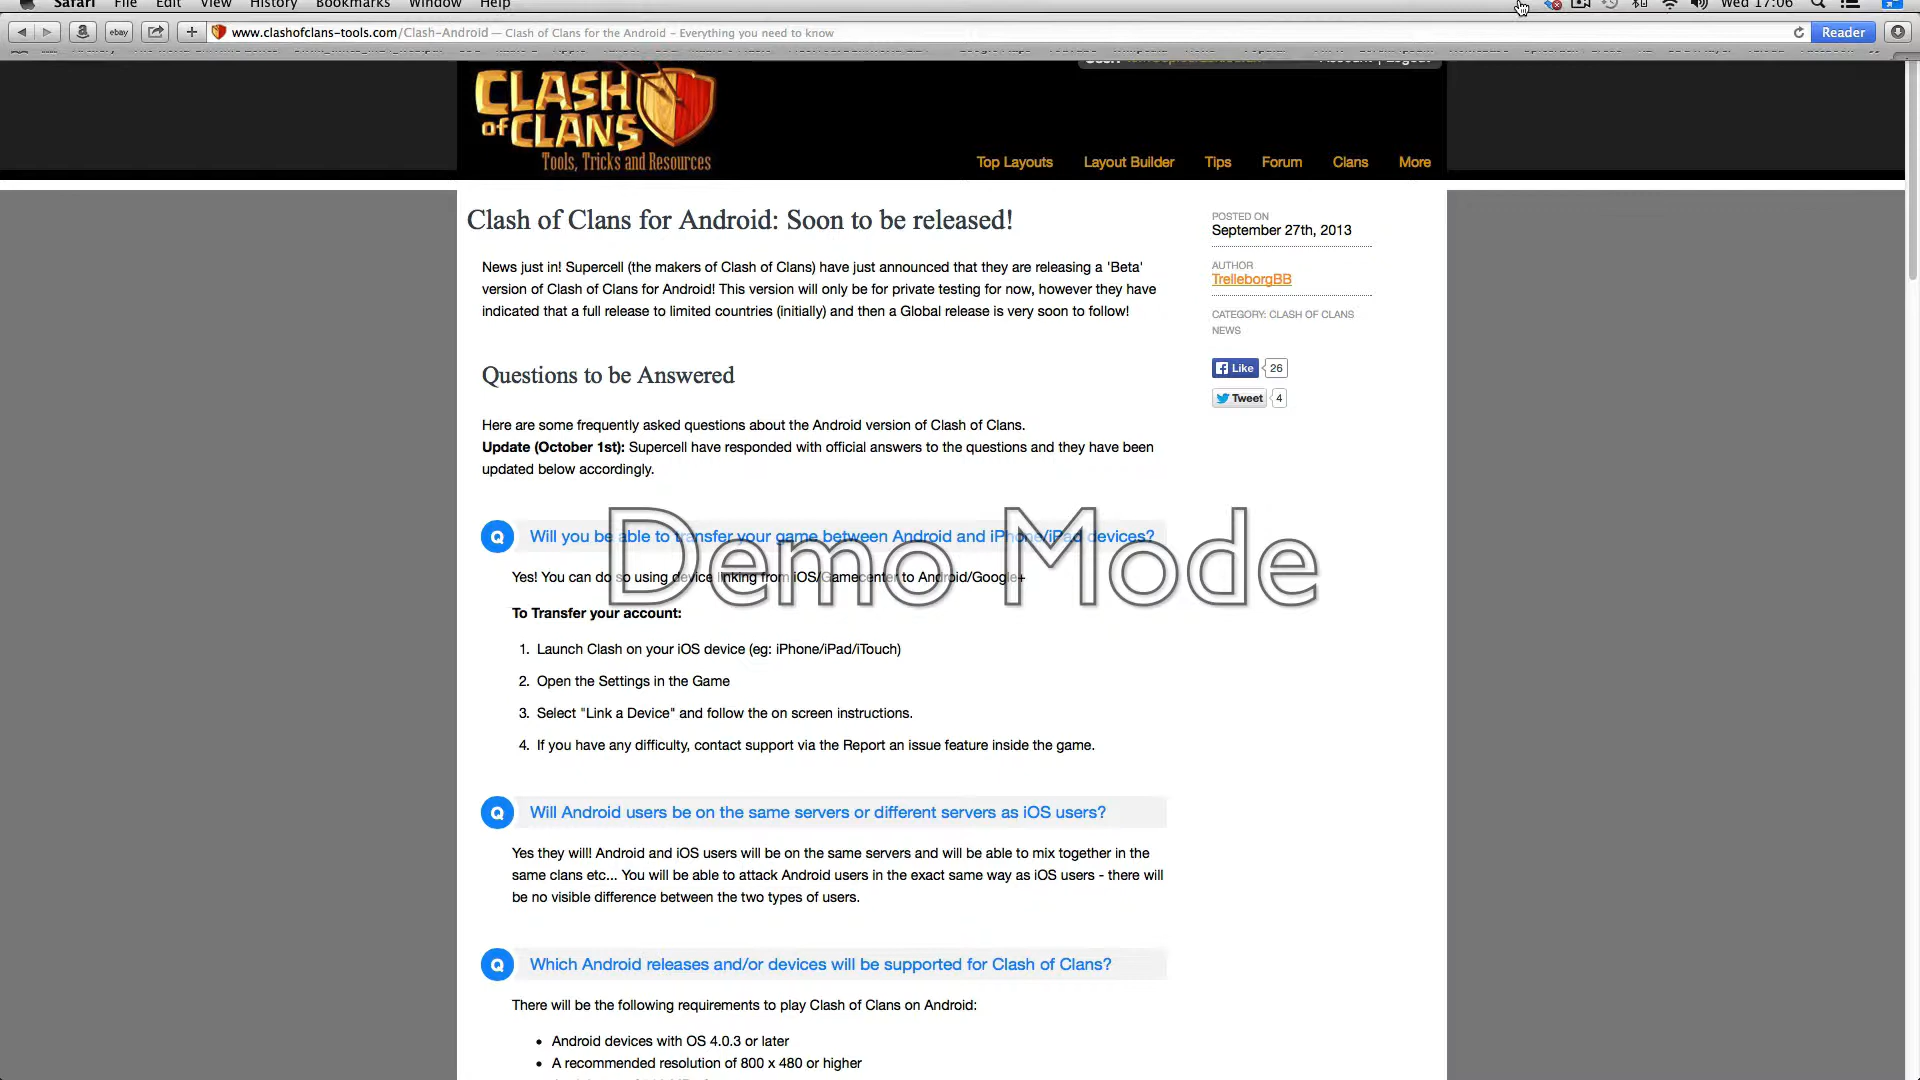 Safari File Edit View History Bookmarks Window Help Wed 17:06
ebay www.clashofclans-tools.com/Clash-Android — Clash of Clans for the Android - Everything you need to know Reader
CLASH
of CLANS
Tools, Tricks and Resources
Top Layouts Layout Builder Tips Forum Clans More
Clash of Clans for Android: Soon to be released!
News just in! Supercell (the makers of Clash of Clans) have just announced that they are releasing a 'Beta'
version of Clash of Clans for Android! This version will only be for private testing for now, however they have
indicated that a full release to limited countries (initially) and then a Global release is very soon to follow!
POSTED ON
September 27th, 2013
AUTHOR
TrelleborgBB
CATEGORY: CLASH OF CLANS
NEWS
Like 26
Tweet 4
Questions to be Answered
Here are some frequently asked questions about the Android version of Clash of Clans.
Update (October 1st): Supercell have responded with official answers to the questions and they have been
updated below accordingly.
Demo Mode
Q Will you be able to transfer your game between Android and iPhone/iPad devices?
Yes! You can do so using device linking from iOS/Gamecenter to Android/Google+
To Transfer your account:
1. Launch Clash on your iOS device (eg: iPhone/iPad/iTouch)
2. Open the Settings in the Game
3. Select "Link a Device" and follow the on screen instructions.
4. If you have any difficulty, contact support via the Report an issue feature inside the game.
Q Will Android users be on the same servers or different servers as iOS users?
Yes they will! Android and iOS users will be on the same servers and will be able to mix together in the
same clans etc... You will be able to attack Android users in the exact same way as iOS users - there will
be no visible difference between the two types of users.
Q Which Android releases and/or devices will be supported for Clash of Clans?
There will be the following requirements to play Clash of Clans on Android:
• Android devices with OS 4.0.3 or later
• A recommended resolution of 800 x 480 or higher